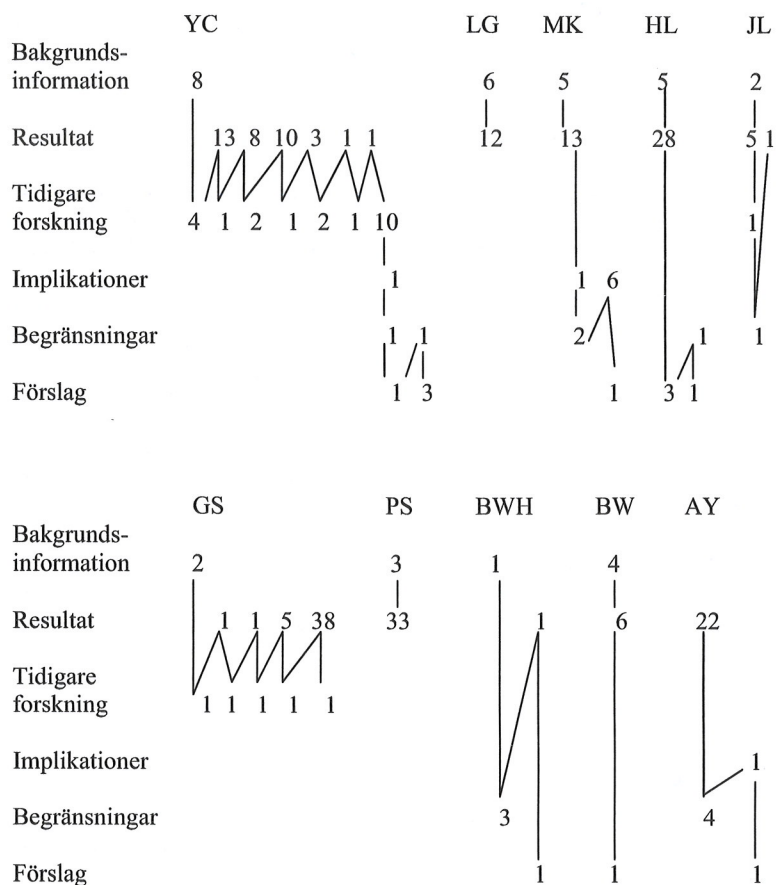 YC LG MK HL JL
Bakgrunds-
information 8 6 5 5 2
Resultat 13 8 10 3 1 1 12 13 28 5 1
Tidigare
forskning 4 1 2 1 2 1 10 1
Implikationer 1 1 6
Begränsningar 1 1 2 1 1
Förslag 1 3 1 3 1
GS PS BWH BW AY
Bakgrunds-
information 2 3 1 4
Resultat 1 1 5 38 33 1 6 22
Tidigare
forskning 1 1 1 1 1
Implikationer 1
Begränsningar 3 4
Förslag 1 1 1